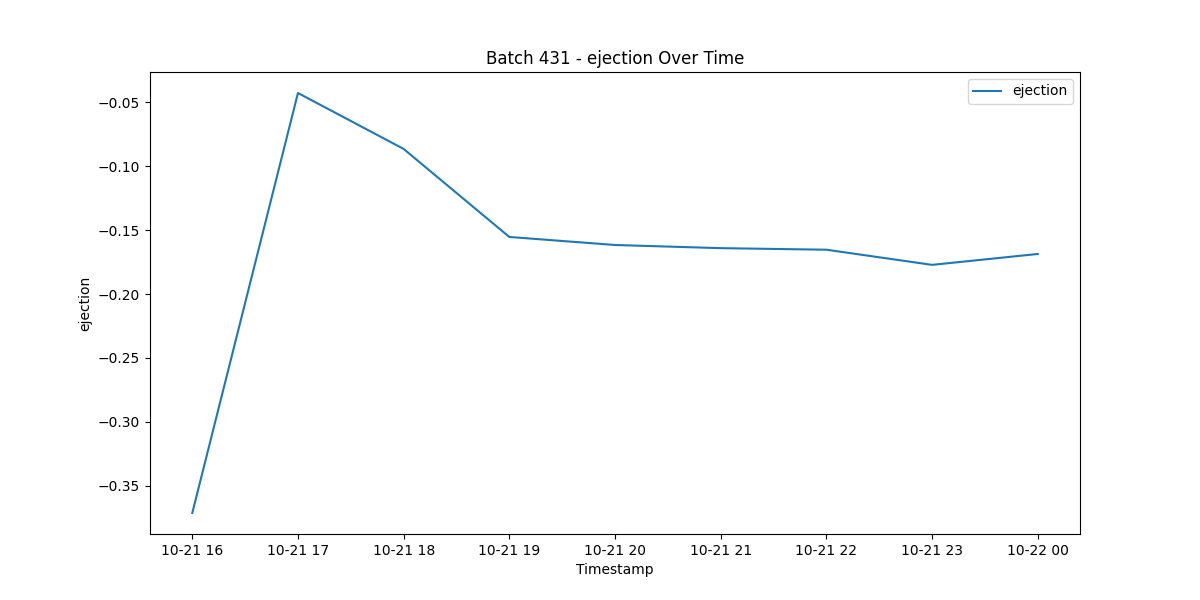 Batch 431 - ejection Over Time
ejection
−0.05
−0.10
−0.15
−0.20
−0.25
−0.30
−0.35
ejection
10-21 16 10-21 17 10-21 18 10-21 19 10-21 20 10-21 21 10-21 22 10-21 23 10-22 00
Timestamp